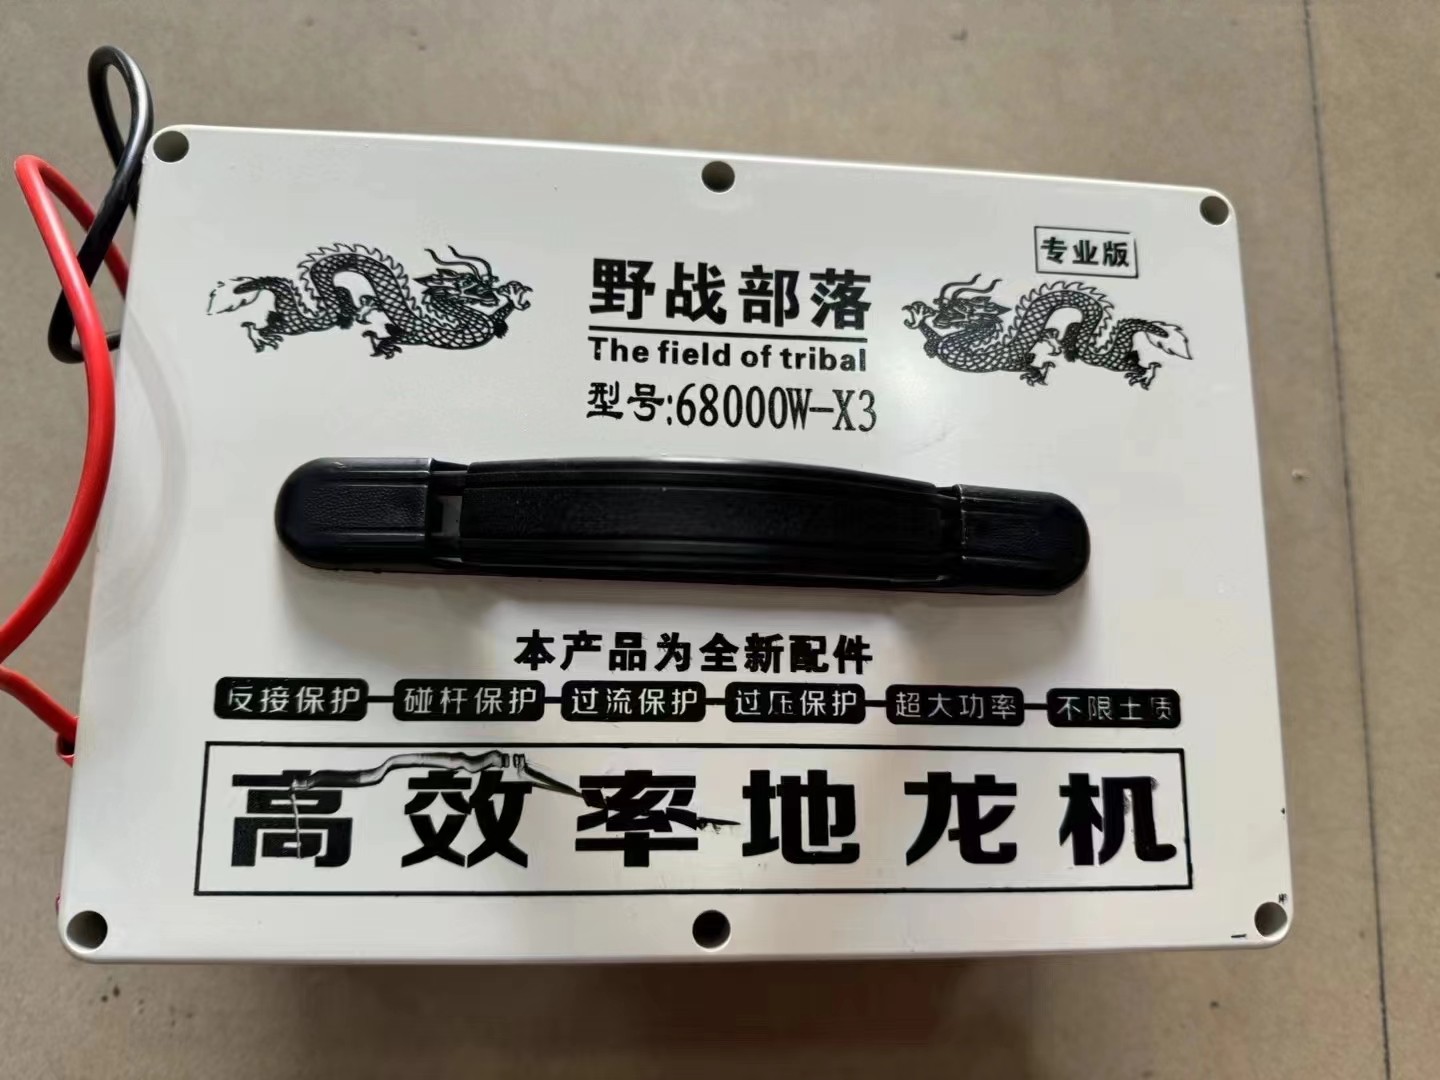 专业版
野战部落
The field of tribal
型号:68000W-X3
本产品为全新配件
反接保护 碰杆保护 过流保护 过压保护 超大功率 不限土质
高效率地龙机